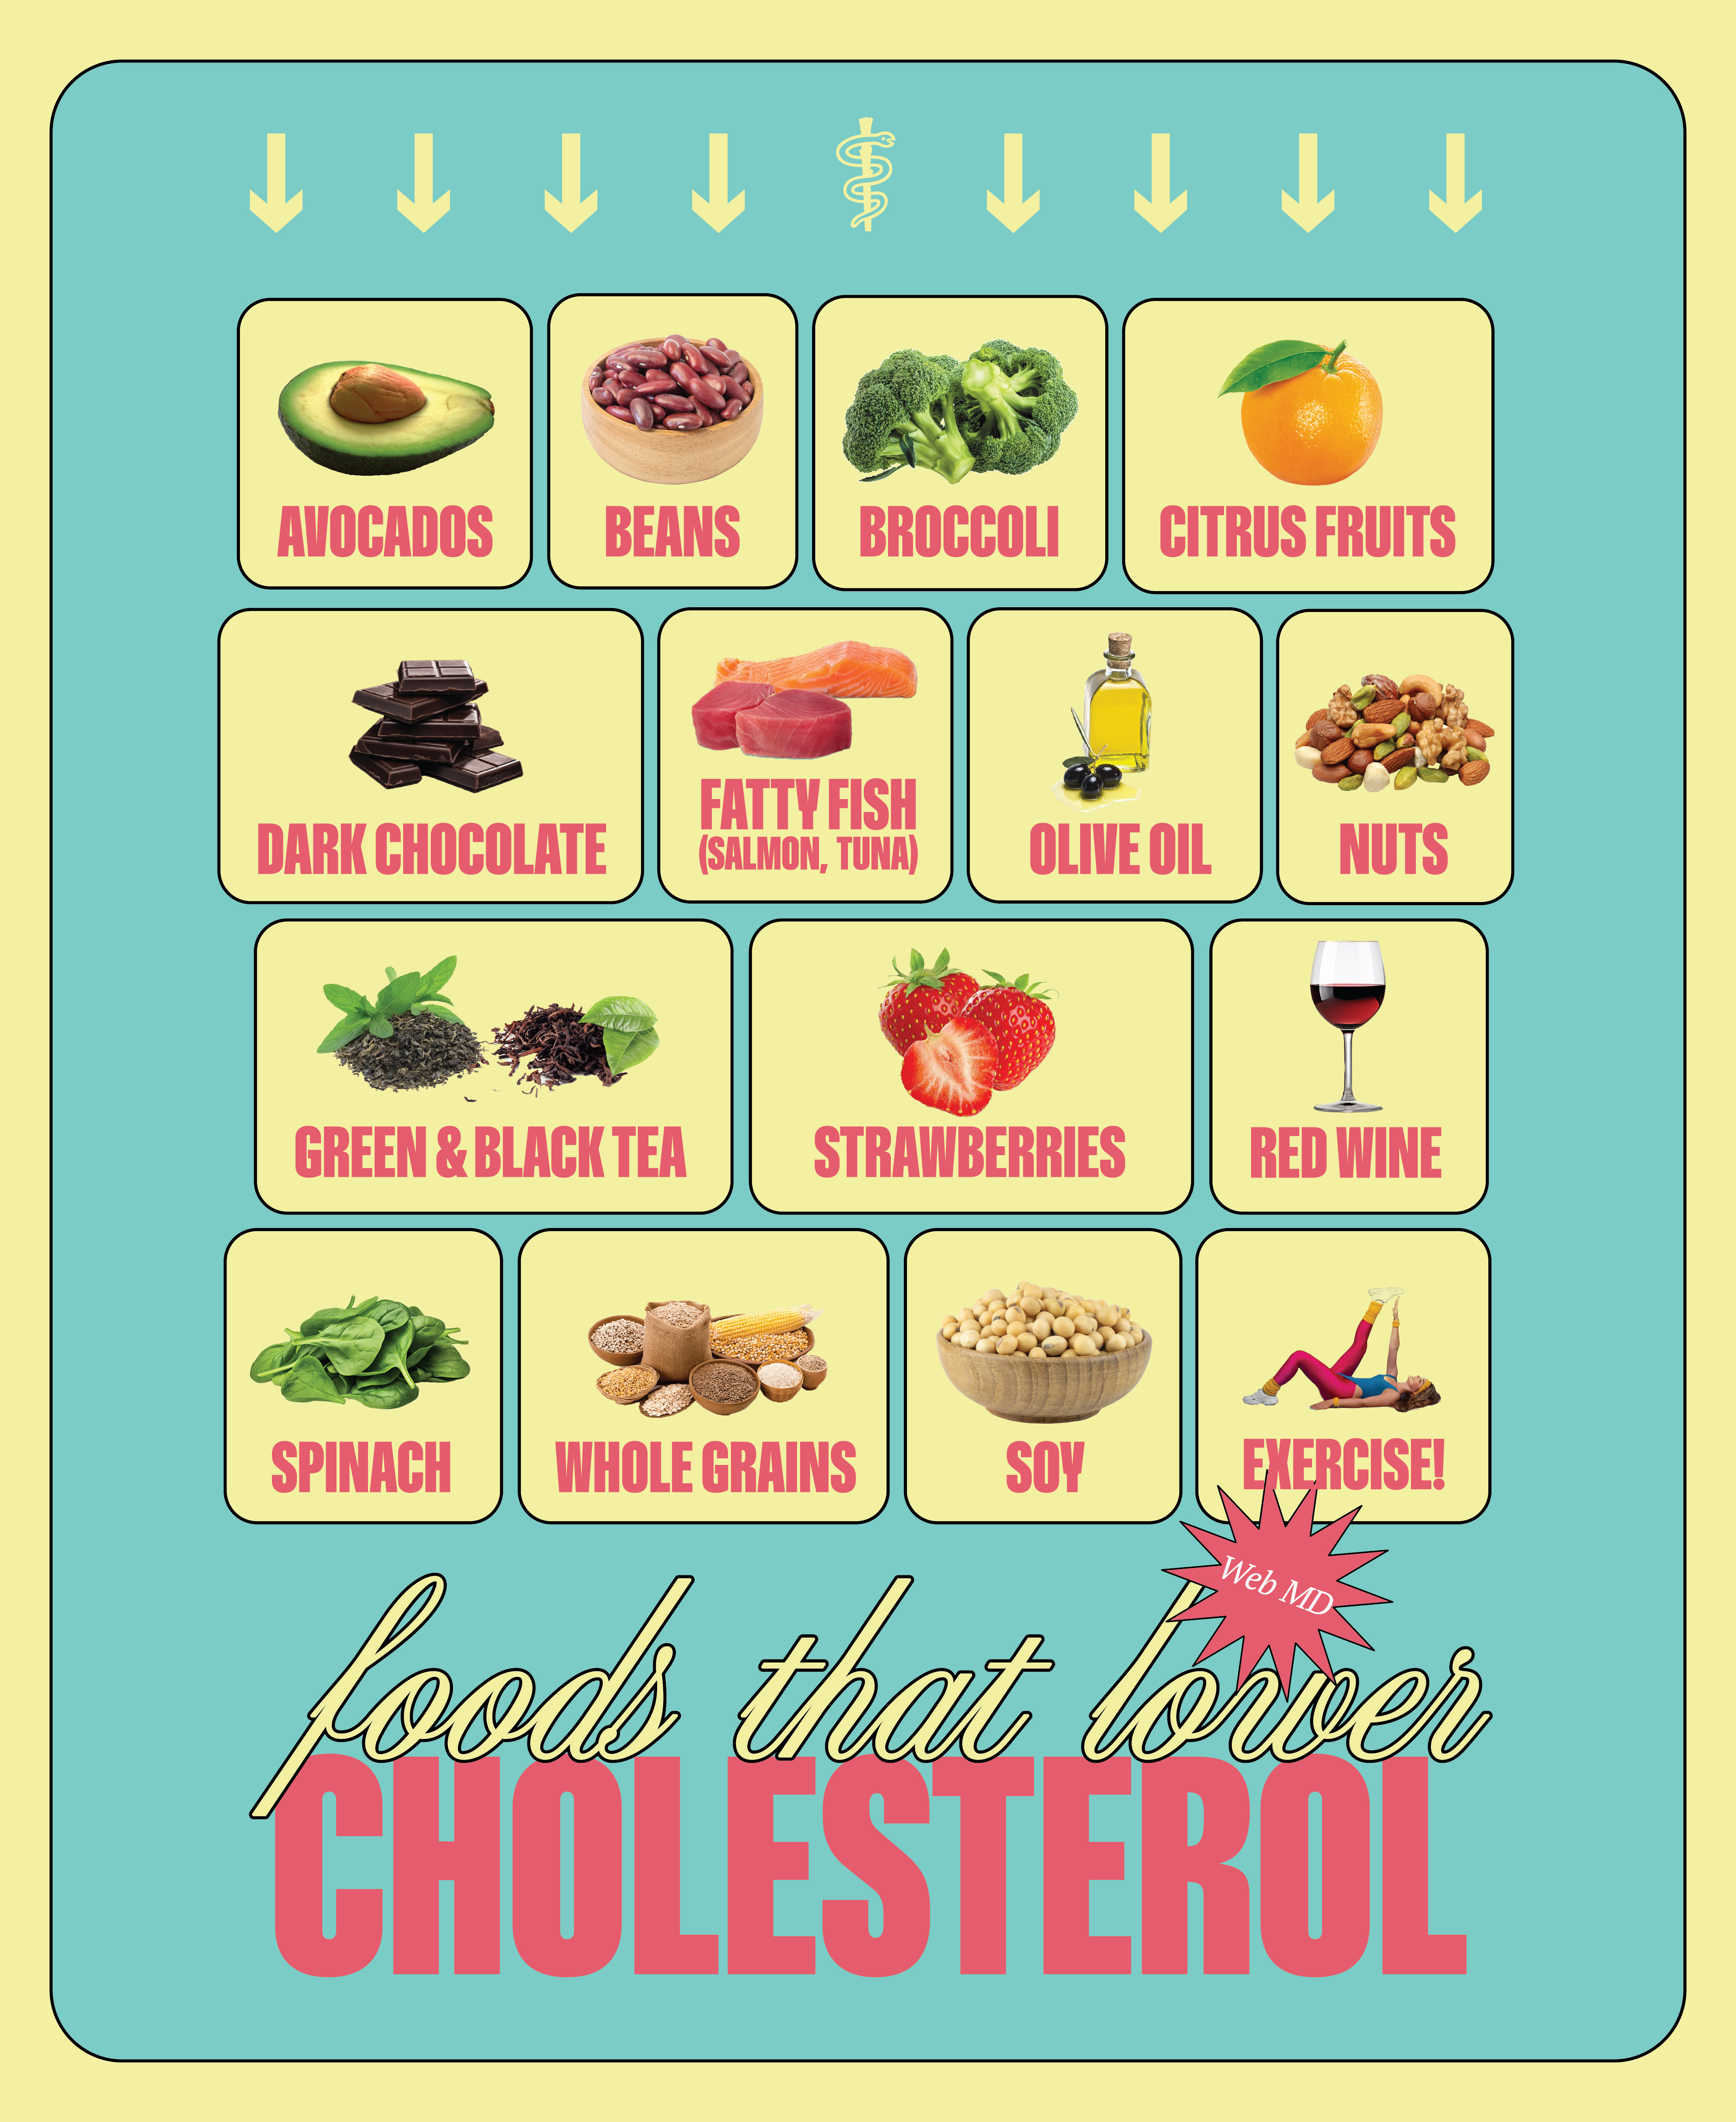 AVOCADOS
BEANS
BROCCOLI
CITRUS FRUITS
DARK CHOCOLATE
FATTY FISH
(SALMON, TUNA)
OLIVE OIL
NUTS
GREEN & BLACK TEA
STRAWBERRIES
RED WINE
SPINACH
WHOLE GRAINS
SOY
EXERCISE!
Web MD
foods that lower
CHOLESTEROL